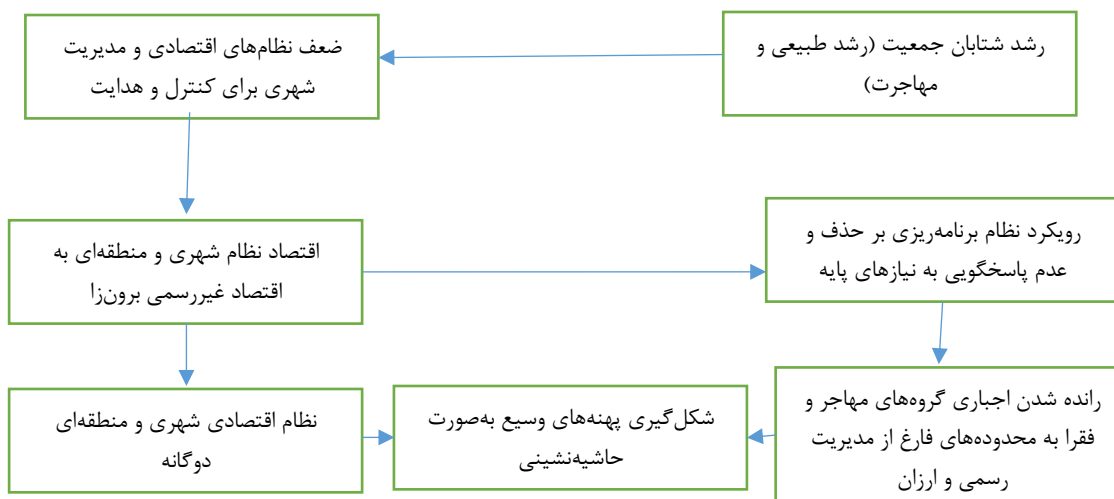 رشد شتابان جمعیت (رشد طبیعی و
مهاجرت)
ضعف نظام‌های اقتصادی و مدیریت
شهری برای کنترل و هدایت
اقتصاد نظام شهری و منطقه‌ای به
اقتصاد غیررسمی برون‌زا
رویکرد نظام برنامه‌ریزی بر حذف و
عدم پاسخگویی به نیازهای پایه
رانده شدن اجباری گروه‌های مهاجر و
فقرا به محدوده‌های فارغ از مدیریت
رسمی و ارزان
نظام اقتصادی شهری و منطقه‌ای
دوگانه
شکل‌گیری پهنه‌های وسیع به‌صورت
حاشیه‌نشینی